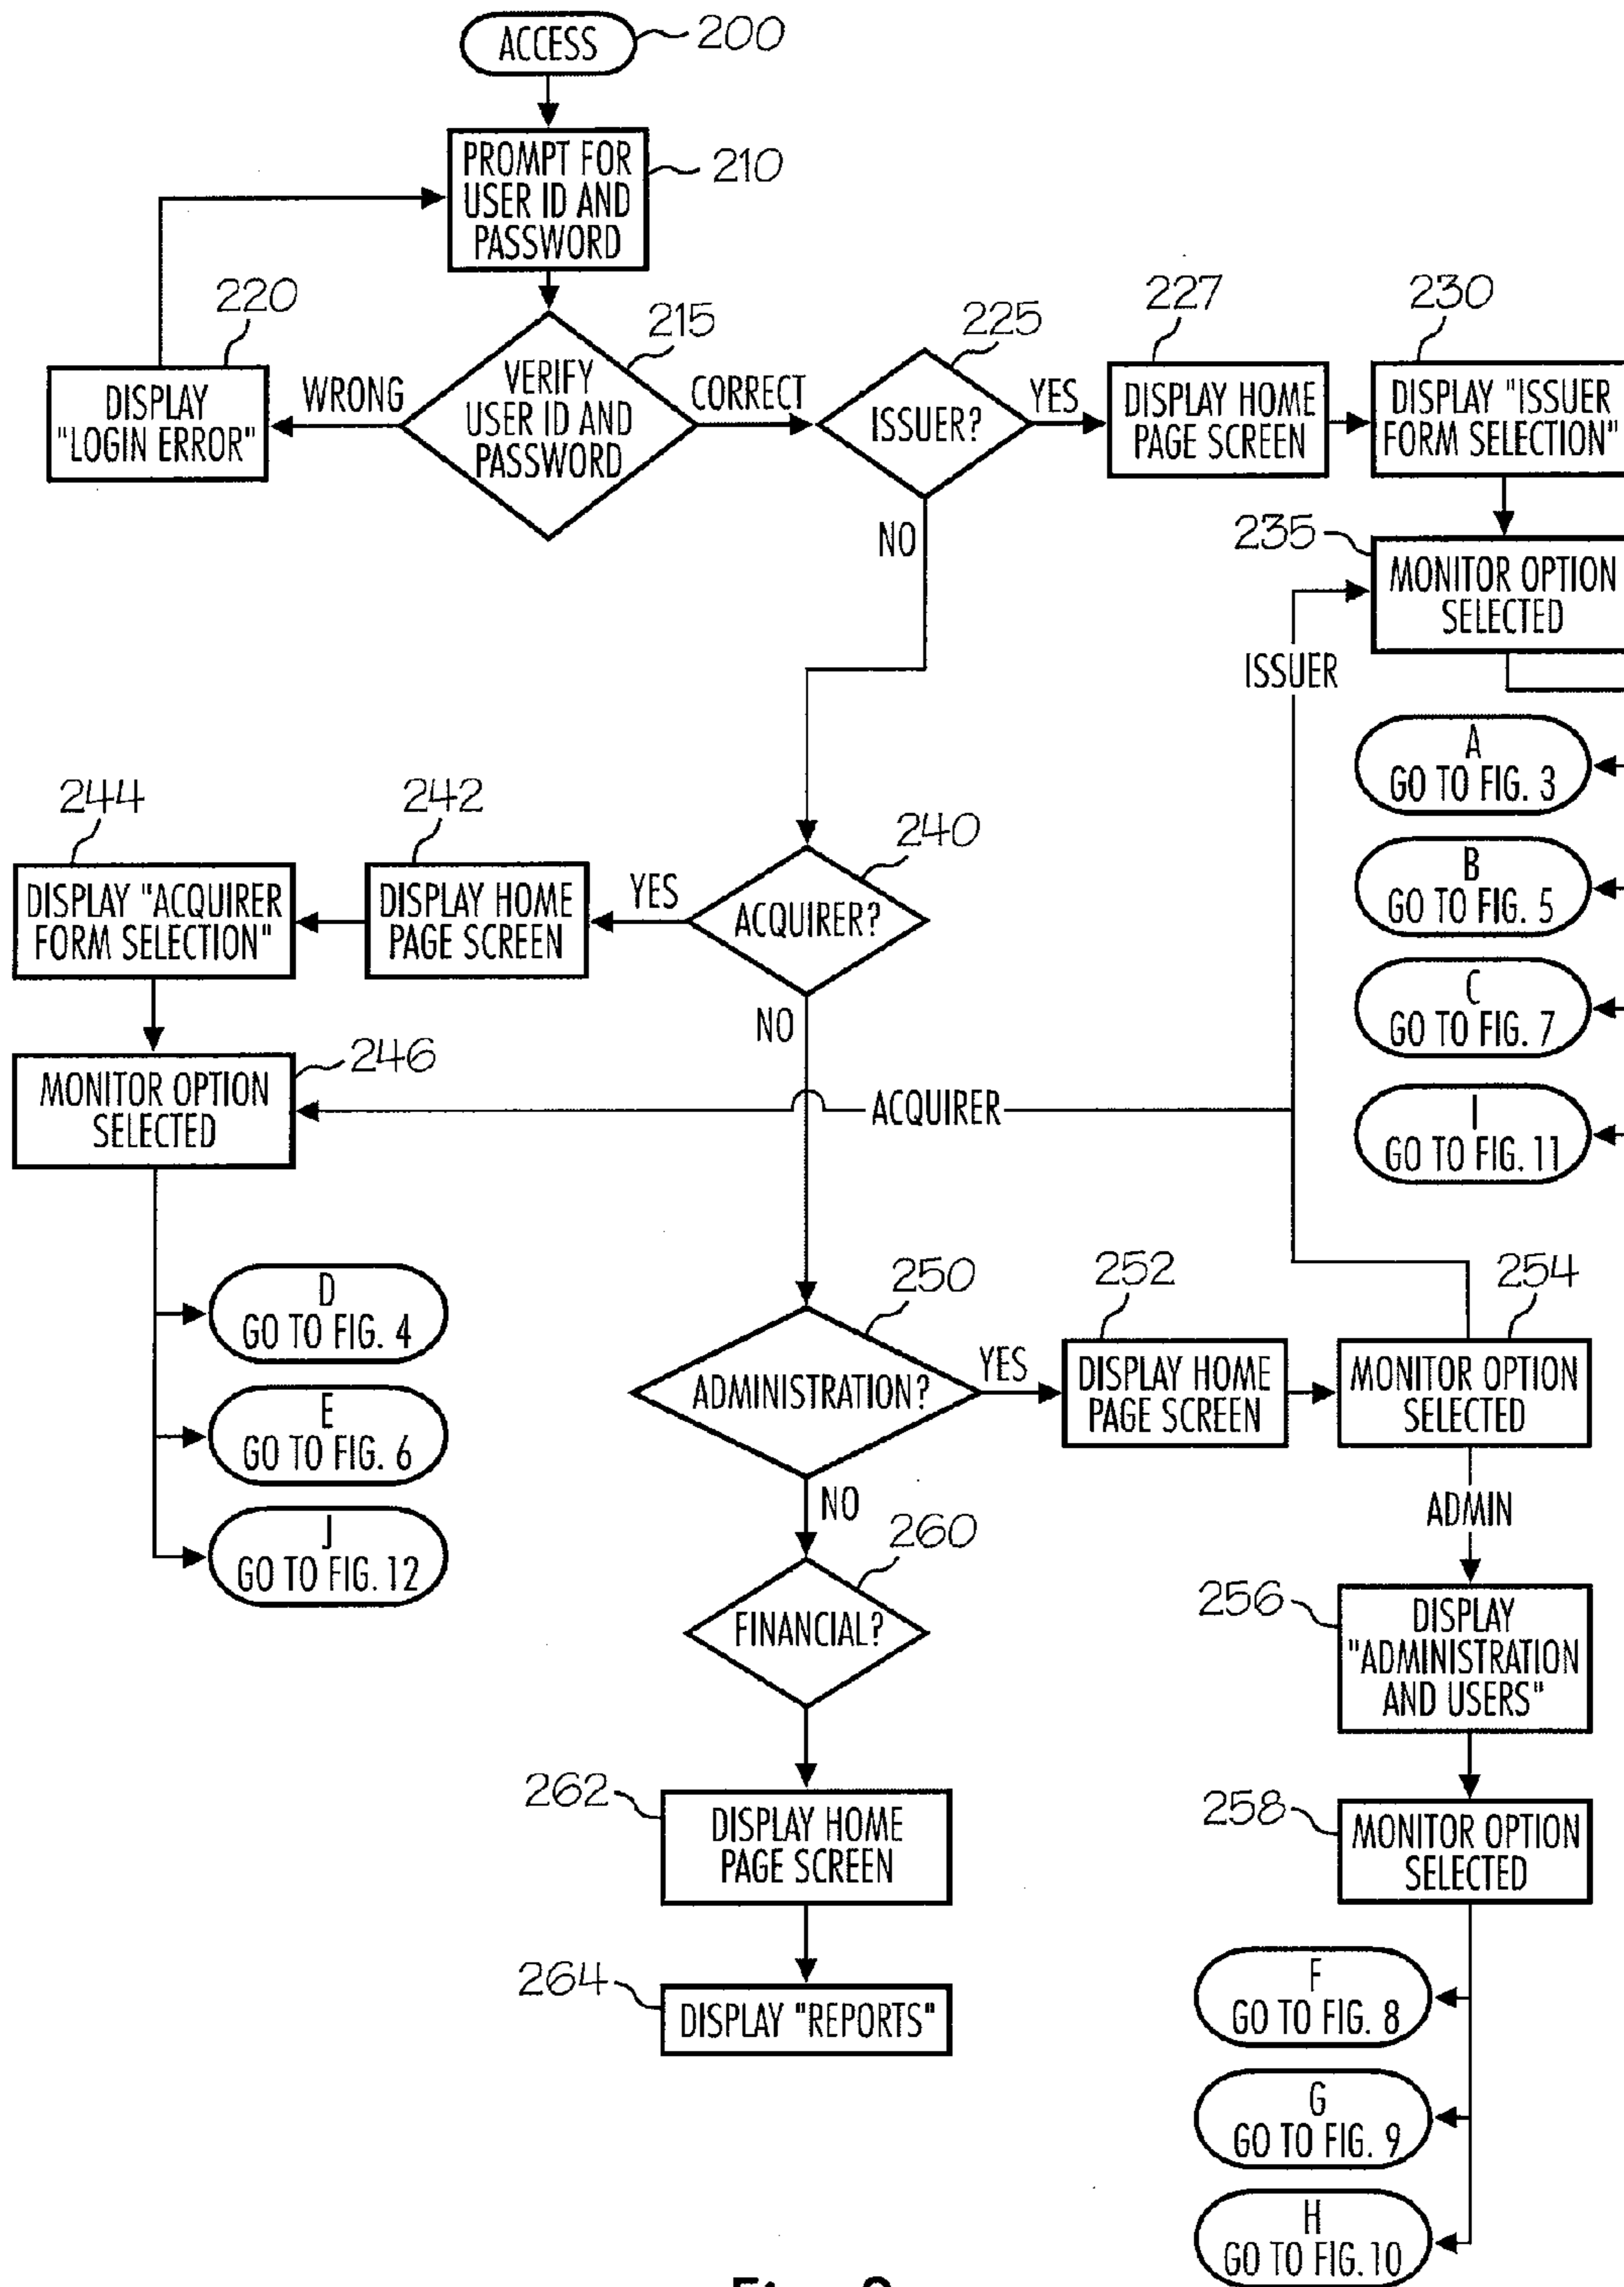 ACCESS
200
PROMPT FOR
USER ID AND
PASSWORD
210
220
DISPLAY
"LOGIN ERROR"
WRONG
VERIFY
USER ID AND
PASSWORD
215
CORRECT
225
ISSUER?
YES
NO
227
DISPLAY HOME
PAGE SCREEN
230
DISPLAY "ISSUER
FORM SELECTION"
235
MONITOR OPTION
SELECTED
ISSUER
A
GO TO FIG. 3
B
GO TO FIG. 5
C
GO TO FIG. 7
I
GO TO FIG. 11
244
DISPLAY "ACQUIRER
FORM SELECTION"
242
DISPLAY HOME
PAGE SCREEN
YES
240
ACQUIRER?
NO
246
MONITOR OPTION
SELECTED
ACQUIRER
D
GO TO FIG. 4
E
GO TO FIG. 6
J
GO TO FIG. 12
250
ADMINISTRATION?
YES
NO
252
DISPLAY HOME
PAGE SCREEN
254
MONITOR OPTION
SELECTED
ADMIN
260
FINANCIAL?
256
DISPLAY
"ADMINISTRATION
AND USERS"
262
DISPLAY HOME
PAGE SCREEN
258
MONITOR OPTION
SELECTED
264
DISPLAY "REPORTS"
F
GO TO FIG. 8
G
GO TO FIG. 9
H
GO TO FIG. 10